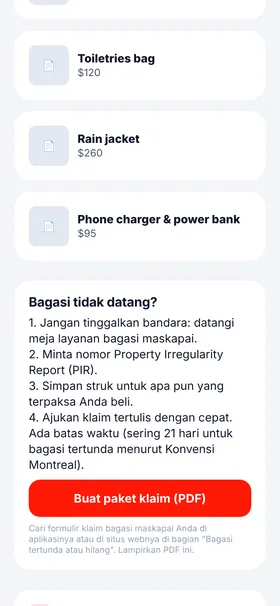 Toiletries bag
$120
Rain jacket
$260
Phone charger & power bank
$95
Bagasi tidak datang?
1. Jangan tinggalkan bandara: datangi
meja layanan bagasi maskapai.
2. Minta nomor Property Irregularity
Report (PIR).
3. Simpan struk untuk apa pun yang
terpaksa Anda beli.
4. Ajukan klaim tertulis dengan cepat.
Ada batas waktu (sering 21 hari untuk
bagasi tertunda menurut Konvensi
Montreal).
Buat paket klaim (PDF)
Cari formulir klaim bagasi maskapai Anda di
aplikasinya atau di situs webnya di bagian "Bagasi
tertunda atau hilang". Lampirkan PDF ini.